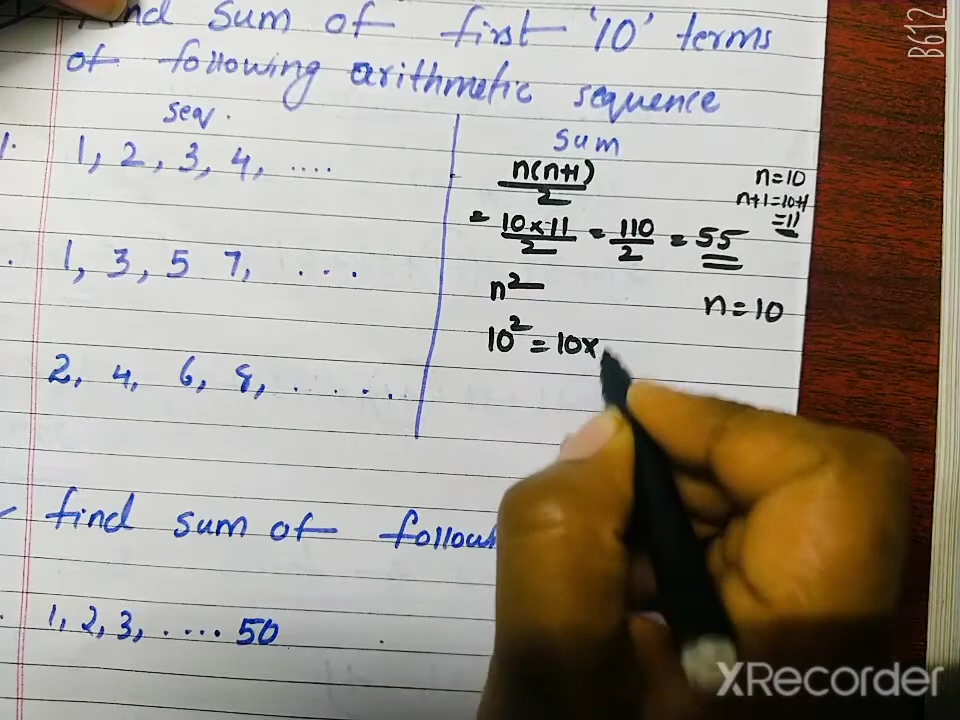 find sum of first '10' terms
of following arithmetic sequence
seq.
sum
1. 1, 2, 3, 4, ....
n(n+1)
2
n=10
n+1=10+1
=11
= 10×11 = 110 = 55
2 2
. 1, 3, 5 7, ...
n²
n=10
10² = 10×
2, 4, 6, 8, .....
find sum of
1, 2, 3, .... 50
B612
XRecorder